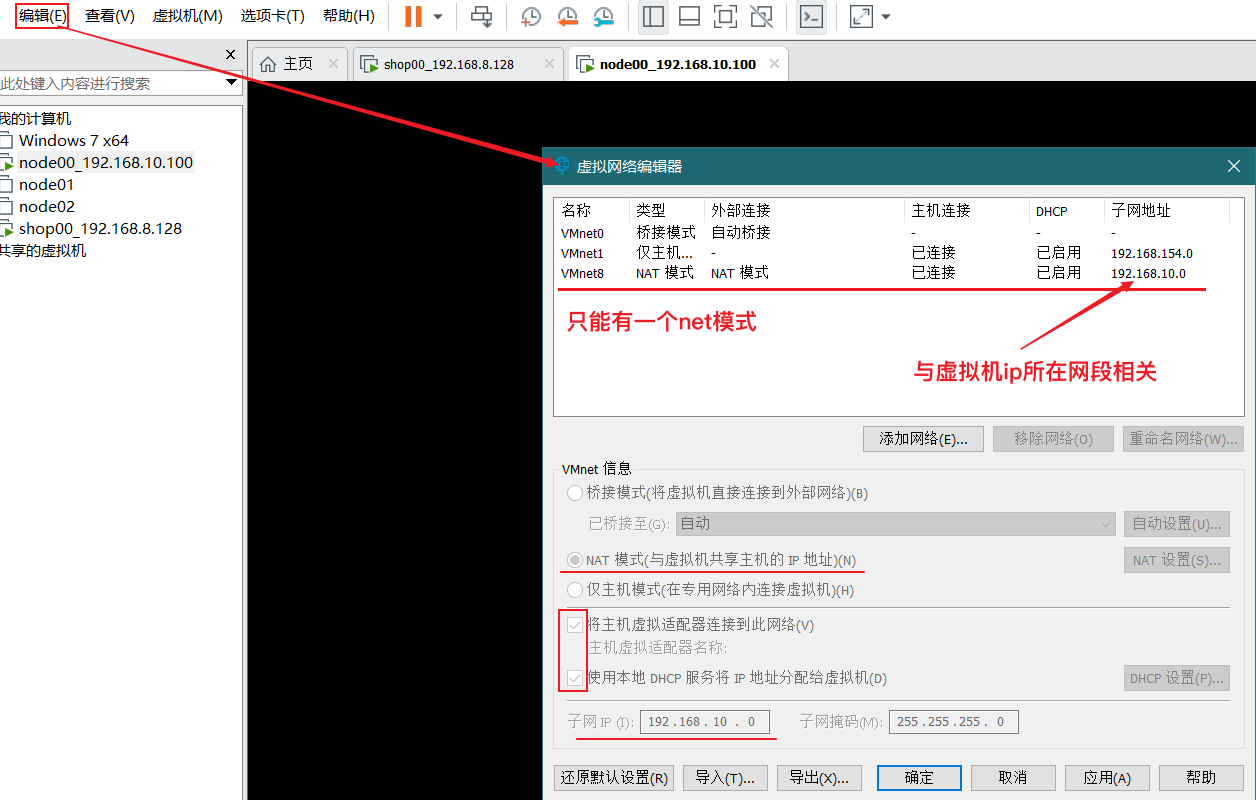 编辑(E) 查看(V) 虚拟机(M) 选项卡(T) 帮助(H)
主页 shop00_192.168.8.128 node00_192.168.10.100
此处键入内容进行搜索
我的计算机
Windows 7 x64
node00_192.168.10.100
node01
node02
shop00_192.168.8.128
共享的虚拟机
虚拟网络编辑器
名称 类型 外部连接 主机连接 DHCP 子网地址
VMnet0 桥接模式 自动桥接 - - -
VMnet1 仅主机... - 已连接 已启用 192.168.154.0
VMnet8 NAT 模式 NAT 模式 已连接 已启用 192.168.10.0
只能有一个net模式
与虚拟机ip所在网段相关
添加网络(E)... 移除网络(O) 重命名网络(W)...
VMnet 信息
桥接模式(将虚拟机直接连接到外部网络)(B)
已桥接至(G): 自动 自动设置(U)...
NAT 模式(与虚拟机共享主机的 IP 地址)(N) NAT 设置(S)...
仅主机模式(在专用网络内连接虚拟机)(H)
将主机虚拟适配器连接到此网络(V)
主机虚拟适配器名称:
使用本地 DHCP 服务将 IP 地址分配给虚拟机(D) DHCP 设置(P)...
子网 IP (I): 192 . 168 . 10 . 0 子网掩码(M): 255 . 255 . 255 . 0
还原默认设置(R) 导入(T)... 导出(X)... 确定 取消 应用(A) 帮助